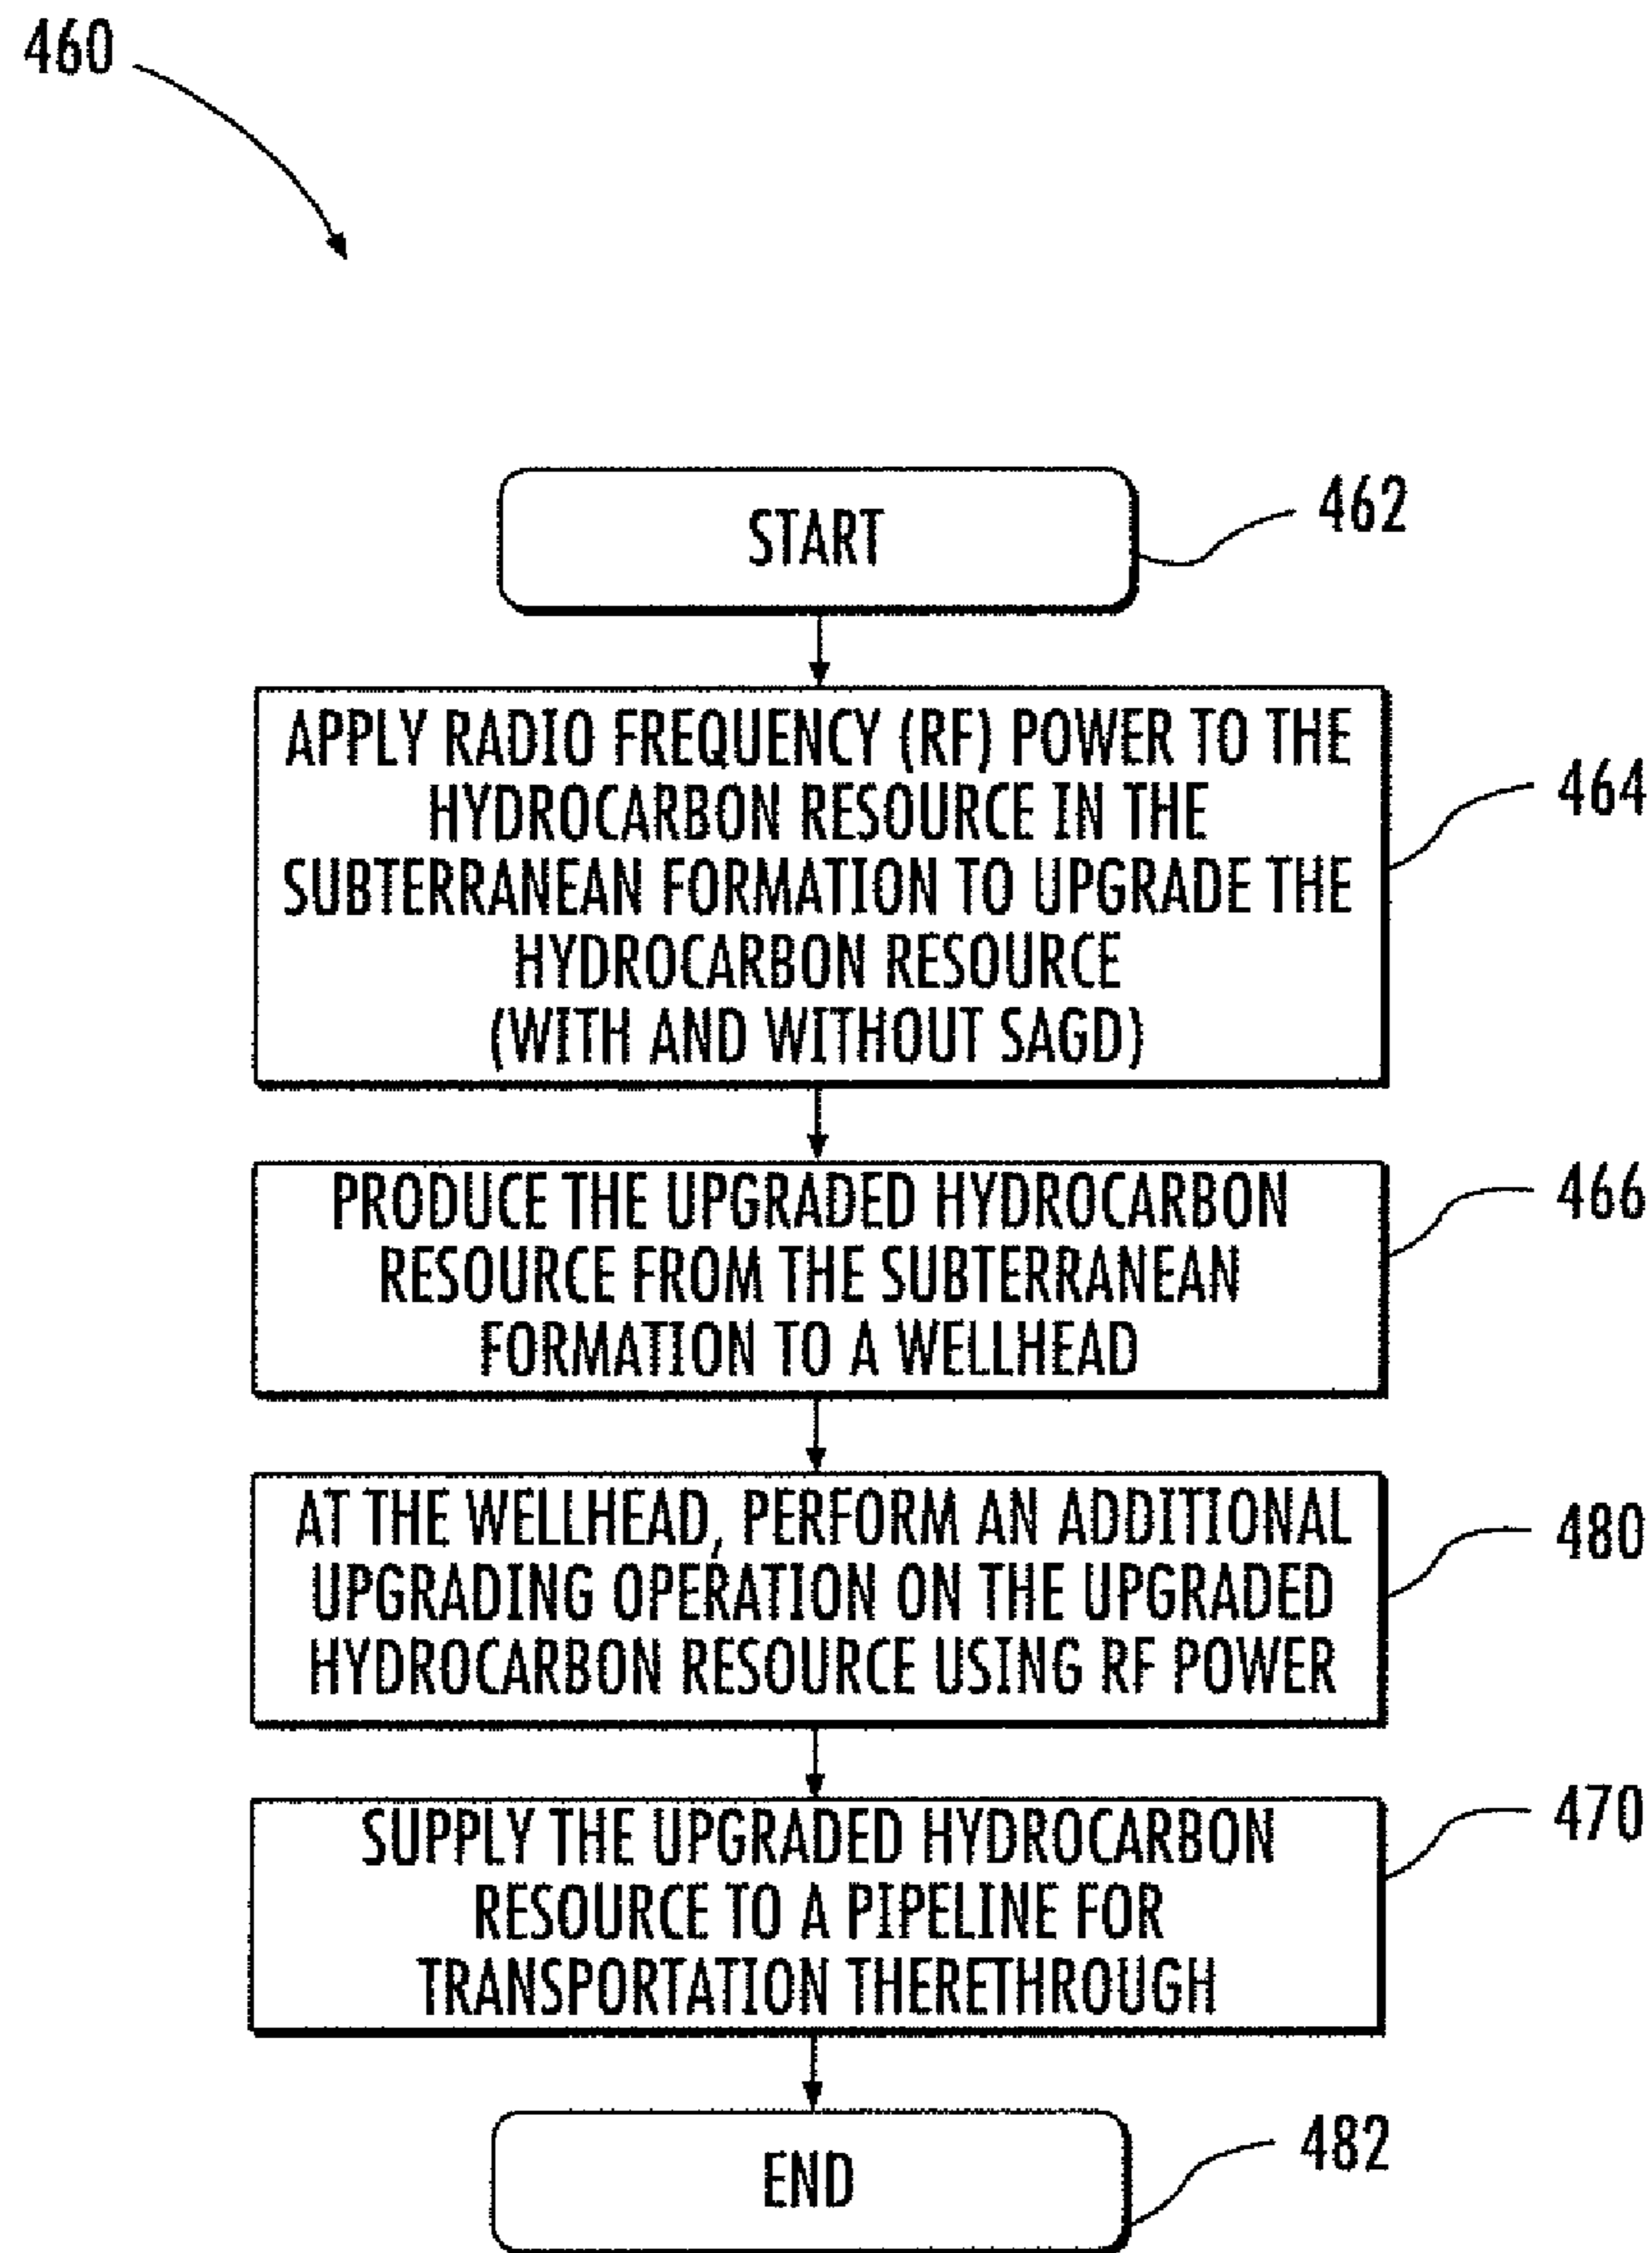 460
START
462
APPLY RADIO FREQUENCY (RF) POWER TO THE
HYDROCARBON RESOURCE IN THE
SUBTERRANEAN FORMATION TO UPGRADE THE
HYDROCARBON RESOURCE
(WITH AND WITHOUT SAGD)
464
PRODUCE THE UPGRADED HYDROCARBON
RESOURCE FROM THE SUBTERRANEAN
FORMATION TO A WELLHEAD
466
AT THE WELLHEAD, PERFORM AN ADDITIONAL
UPGRADING OPERATION ON THE UPGRADED
HYDROCARBON RESOURCE USING RF POWER
480
SUPPLY THE UPGRADED HYDROCARBON
RESOURCE TO A PIPELINE FOR
TRANSPORTATION THERETHROUGH
470
END
482